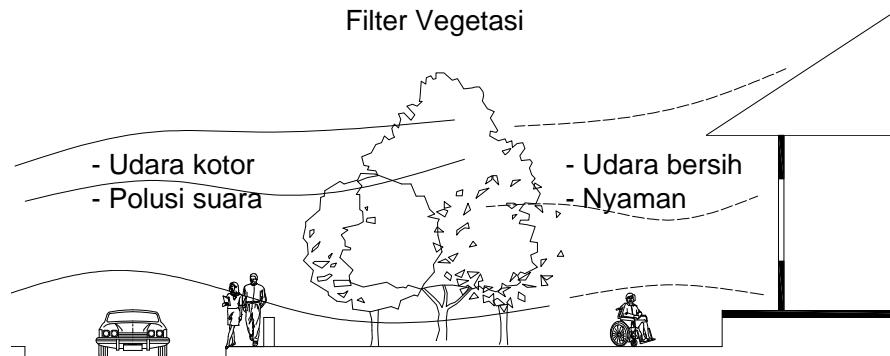 Filter Vegetasi
- Udara kotor
- Polusi suara
- Udara bersih
- Nyaman